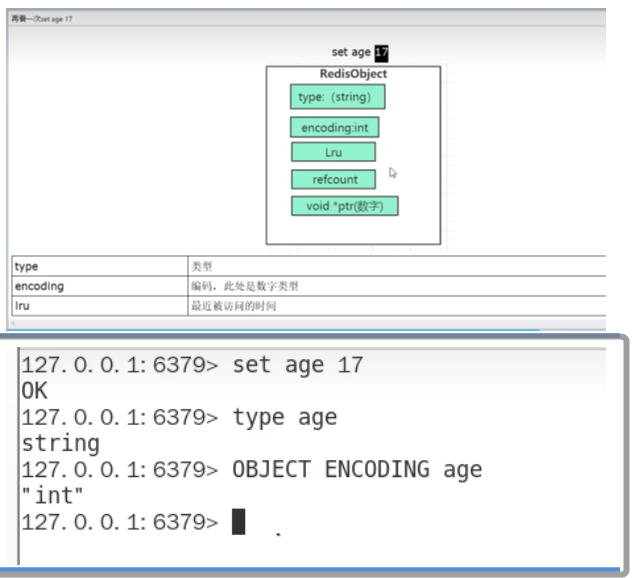 再看一次set age 17
set age 17
RedisObject
type:（string）
encoding:int
Lru
refcount
void *ptr(数字)
type 类型
encoding 编码，此处是数字类型
lru 最近被访问的时间
127.0.0.1:6379> set age 17
OK
127.0.0.1:6379> type age
string
127.0.0.1:6379> OBJECT ENCODING age
"int"
127.0.0.1:6379>